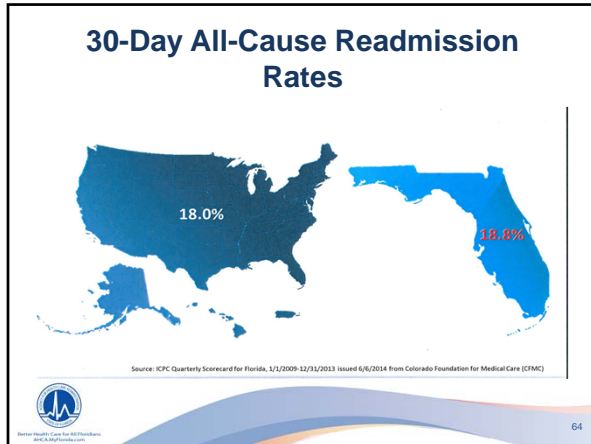 30-Day All-Cause Readmission
Rates
18.0%
18.8%
Source: ICPC Quarterly Scorecard for Florida, 1/1/2009-12/31/2013 issued 6/6/2014 from Colorado Foundation for Medical Care (CFMC)
Better Health Care for All Floridians
AHCA.MyFlorida.com
64